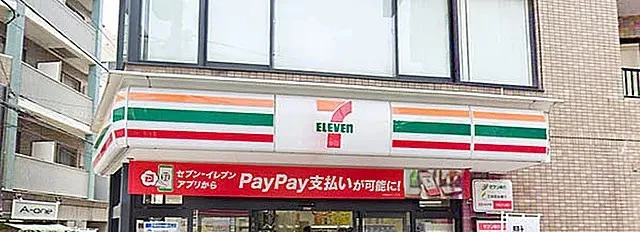 7
ELEVEN
セブン-イレブン
アプリから
PayPay支払いが可能に!
A-one